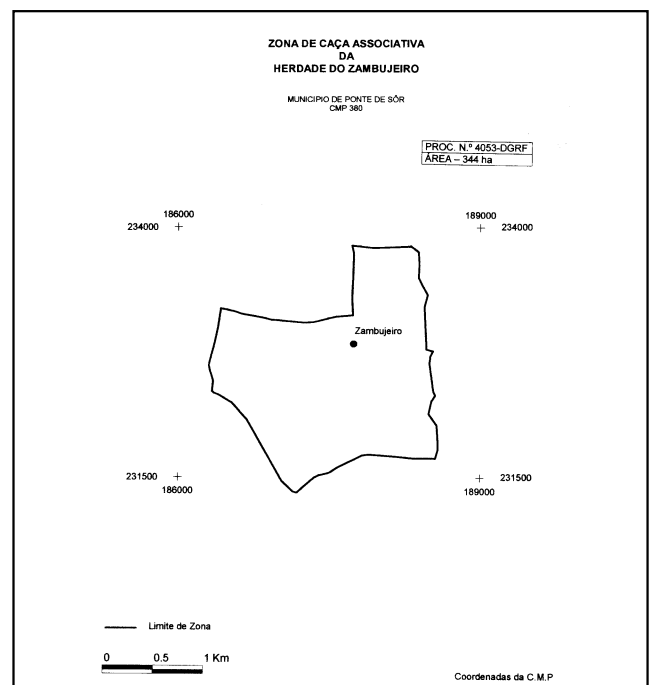 ZONA DE CAÇA ASSOCIATIVA
DA
HERDADE DO ZAMBUJEIRO
MUNICIPIO DE PONTE DE SÔR
CMP 380
PROC. N.º 4053-DGRF
ÁREA – 344 ha
186000
234000
189000
234000
Zambujeiro
231500
186000
231500
189000
Limite de Zona
0 0.5 1 Km
Coordenadas da C.M.P